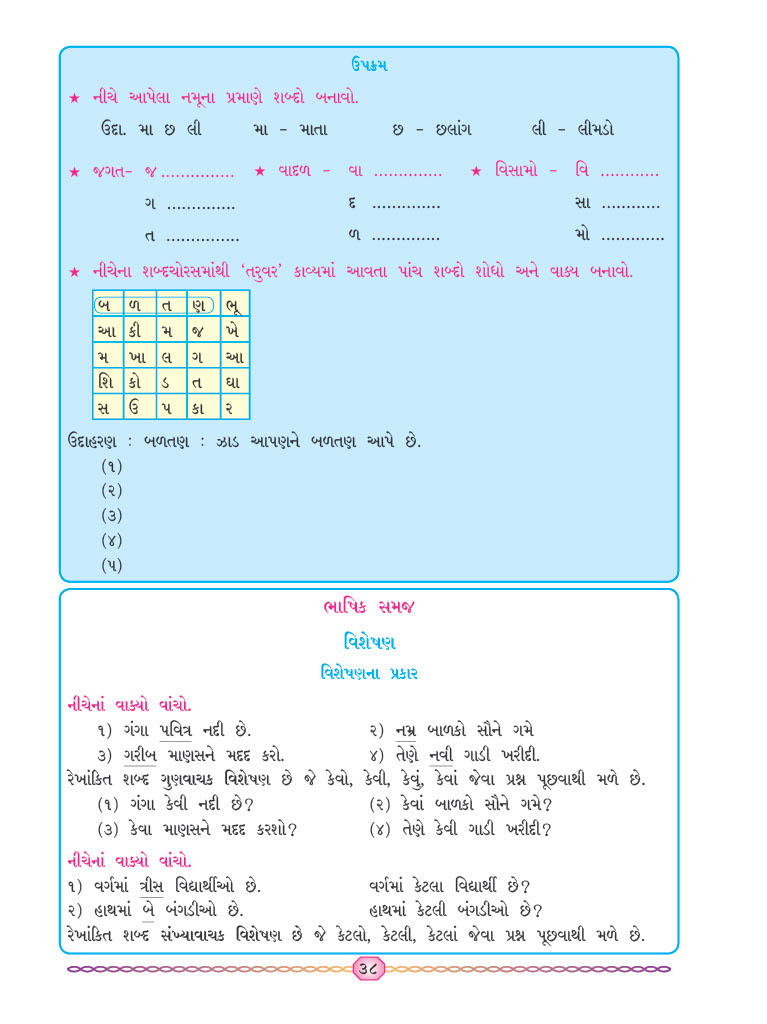 ઉપક્રમ
★ નીચે આપેલા નમૂના પ્રમાણે શબ્દો બનાવો.
ઉદા. મા છ લી મા - માતા છ - છલાંગ લી - લીમડો
★ જગત- જ ............... ★ વાદળ - વા .............. ★ વિસામો - વિ ............
ગ .............. દ .............. સા ............
ત ............... ળ .............. મો .............
★ નીચેના શબ્દચોરસમાંથી ‘તરુવર’ કાવ્યમાં આવતા પાંચ શબ્દો શોધો અને વાક્ય બનાવો.
બ ળ ત ણ ભૂ
આ કી મ જ ખે
મ ખા લ ગ આ
શિ કો ડ ત ઘા
સ ઉ પ કા ર
ઉદાહરણ : બળતણ : ઝાડ આપણને બળતણ આપે છે.
(૧)
(૨)
(૩)
(૪)
(૫)
ભાષિક સમજ
વિશેષણ
વિશેષણના પ્રકાર
નીચેનાં વાક્યો વાંચો.
૧) ગંગા પવિત્ર નદી છે. ૨) નમ્ર બાળકો સૌને ગમે
૩) ગરીબ માણસને મદદ કરો. ૪) તેણે નવી ગાડી ખરીદી.
રેખાંકિત શબ્દ ગુણવાચક વિશેષણ છે જે કેવો, કેવી, કેવું, કેવાં જેવા પ્રશ્ન પૂછવાથી મળે છે.
(૧) ગંગા કેવી નદી છે? (૨) કેવાં બાળકો સૌને ગમે?
(૩) કેવા માણસને મદદ કરશો? (૪) તેણે કેવી ગાડી ખરીદી?
નીચેનાં વાક્યો વાંચો.
૧) વર્ગમાં ત્રીસ વિદ્યાર્થીઓ છે. વર્ગમાં કેટલા વિદ્યાર્થી છે?
૨) હાથમાં બે બંગડીઓ છે. હાથમાં કેટલી બંગડીઓ છે?
રેખાંકિત શબ્દ સંખ્યાવાચક વિશેષણ છે જે કેટલો, કેટલી, કેટલાં જેવા પ્રશ્ન પૂછવાથી મળે છે.
૩૮